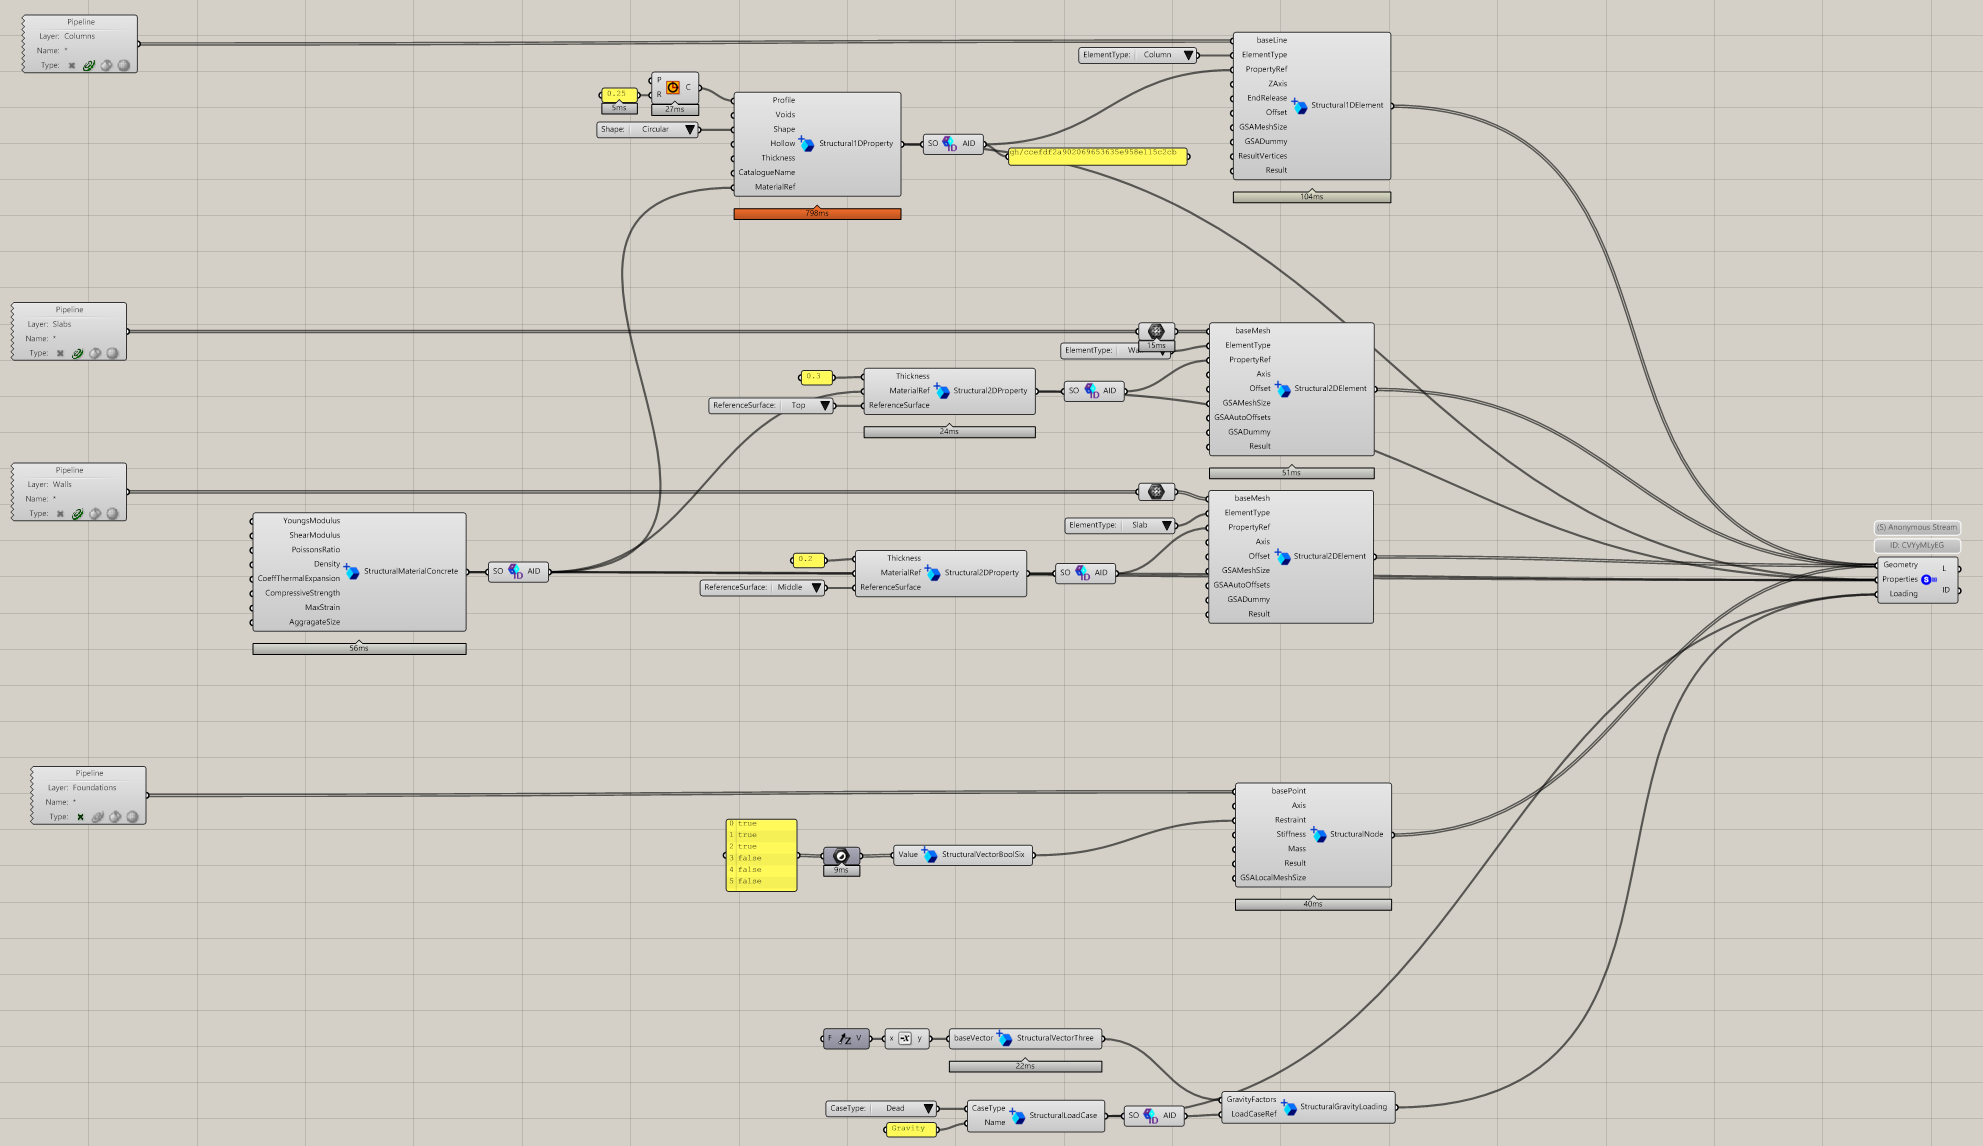 Pipeline
Layer: Columns
Name: *
Type:
0.25
5ms
P
R
C
27ms
Shape: Circular
Profile
Voids
Shape
Hollow
Thickness
CatalogueName
MaterialRef
Structural1DProperty
798ms
SO
ID
AID
ElementType: Column
baseLine
ElementType
PropertyRef
ZAxis
EndRelease
Offset
GSAMeshSize
GSADummy
ResultVertices
Result
Structural1DElement
104ms
Pipeline
Layer: Slabs
Name: *
Type:
15ms
ElementType:
0.3
ReferenceSurface: Top
Thickness
MaterialRef
ReferenceSurface
Structural2DProperty
24ms
SO
ID
AID
baseMesh
ElementType
PropertyRef
Axis
Offset
GSAMeshSize
GSAAutoOffsets
GSADummy
Result
Structural2DElement
51ms
Pipeline
Layer: Walls
Name: *
Type:
YoungsModulus
ShearModulus
PoissonsRatio
Density
CoeffThermalExpansion
CompressiveStrength
MaxStrain
AggragateSize
StructuralMaterialConcrete
56ms
SO
ID
AID
ElementType: Slab
0.2
ReferenceSurface: Middle
Thickness
MaterialRef
ReferenceSurface
Structural2DProperty
SO
ID
AID
baseMesh
ElementType
PropertyRef
Axis
Offset
GSAMeshSize
GSAAutoOffsets
GSADummy
Result
Structural2DElement
(S) Anonymous Stream
ID: CVYyMLyEG
Geometry
Properties
Loading
S
L
ID
Pipeline
Layer: Foundations
Name: *
Type:
0 true
1 true
2 true
3 false
4 false
5 false
9ms
Value
StructuralVectorBoolSix
basePoint
Axis
Restraint
Stiffness
Mass
Result
GSALocalMeshSize
StructuralNode
40ms
F
Z
V
x
-x
y
baseVector
StructuralVectorThree
22ms
CaseType: Dead
Gravity
CaseType
Name
StructuralLoadCase
SO
ID
AID
GravityFactors
LoadCaseRef
StructuralGravityLoading